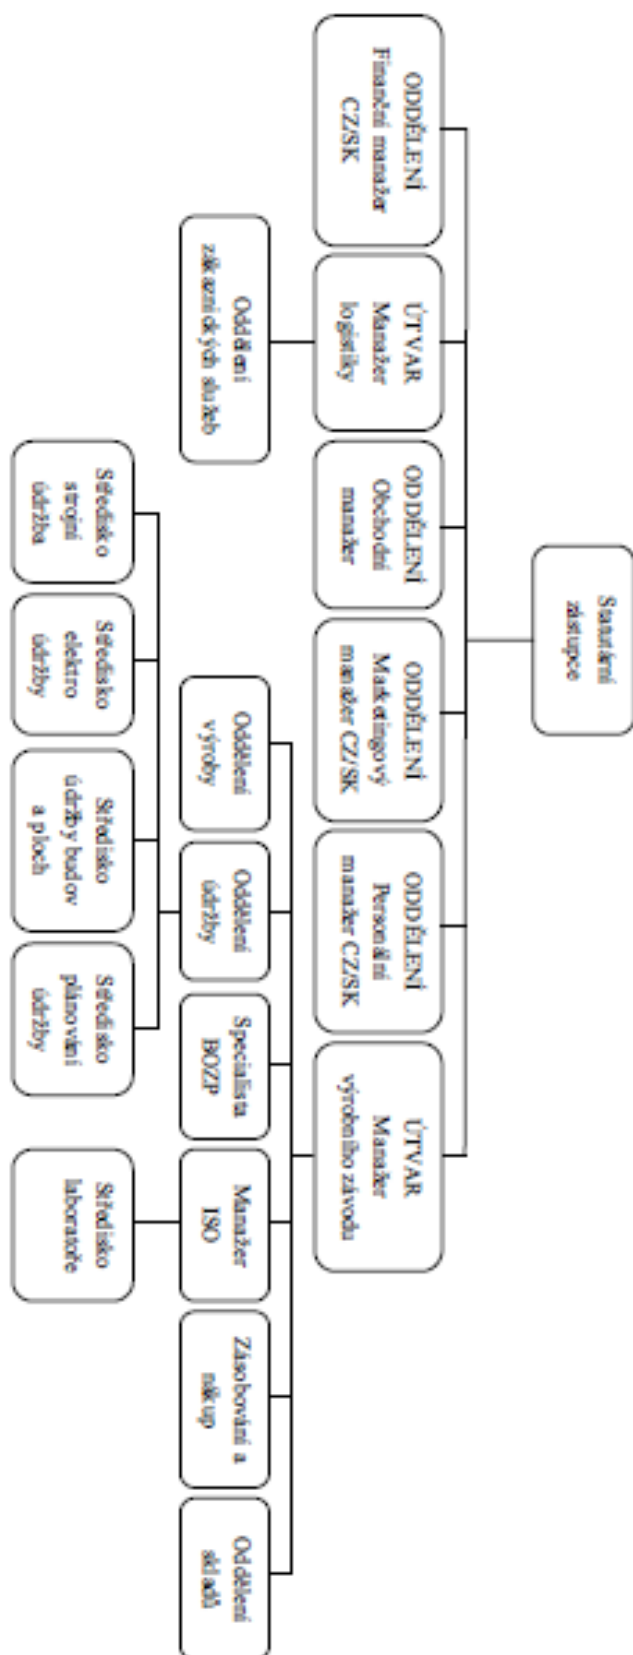 Statutární
zástupce
ODDĚLENÍ
Finanční manažer
CZ/SK
ÚTVAR
Manažer
logistiky
ODDĚLENÍ
Obchodní
manažer
ODDĚLENÍ
Marketingový
manažer CZ/SK
ODDĚLENÍ
Personální
manažer CZ/SK
ÚTVAR
Manažer
výrobního závodu
Oddělení
zákaznických služeb
Oddělení
výroby
Oddělení
údržby
Specialista
BOZP
Manažer
ISO
Zásobování a
nákup
Oddělení
skladů
Středisko
strojní
údržba
Středisko
elektro
údržby
Středisko
údržby budov
a ploch
Středisko
plánování
údržby
Středisko
laboratoře